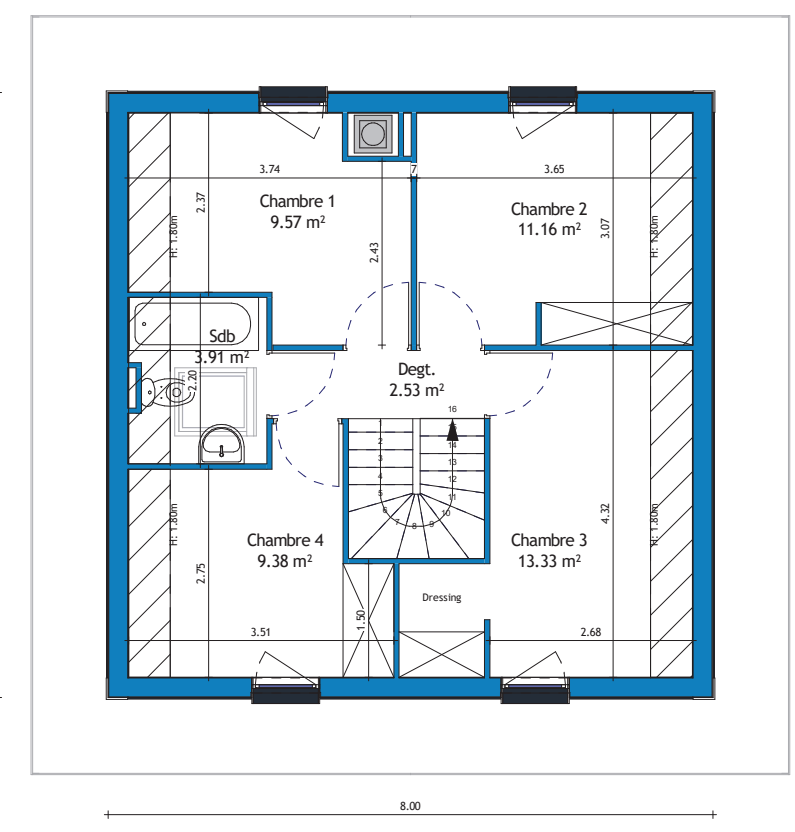 3.74
7
3.65
Chambre 1
9.57 m²
Chambre 2
11.16 m²
2.37
H: 1.80m
2.43
3.07
H: 1.80m
Sdb
3.91 m²
2.20
Degt.
2.53 m²
16
1
2
3
4
5
6
7
8
9
10
11
12
13
14
15
Chambre 4
9.38 m²
Chambre 3
13.33 m²
H: 1.80m
2.75
4.32
H: 1.80m
Dressing
1.50
3.51
2.68
8.00